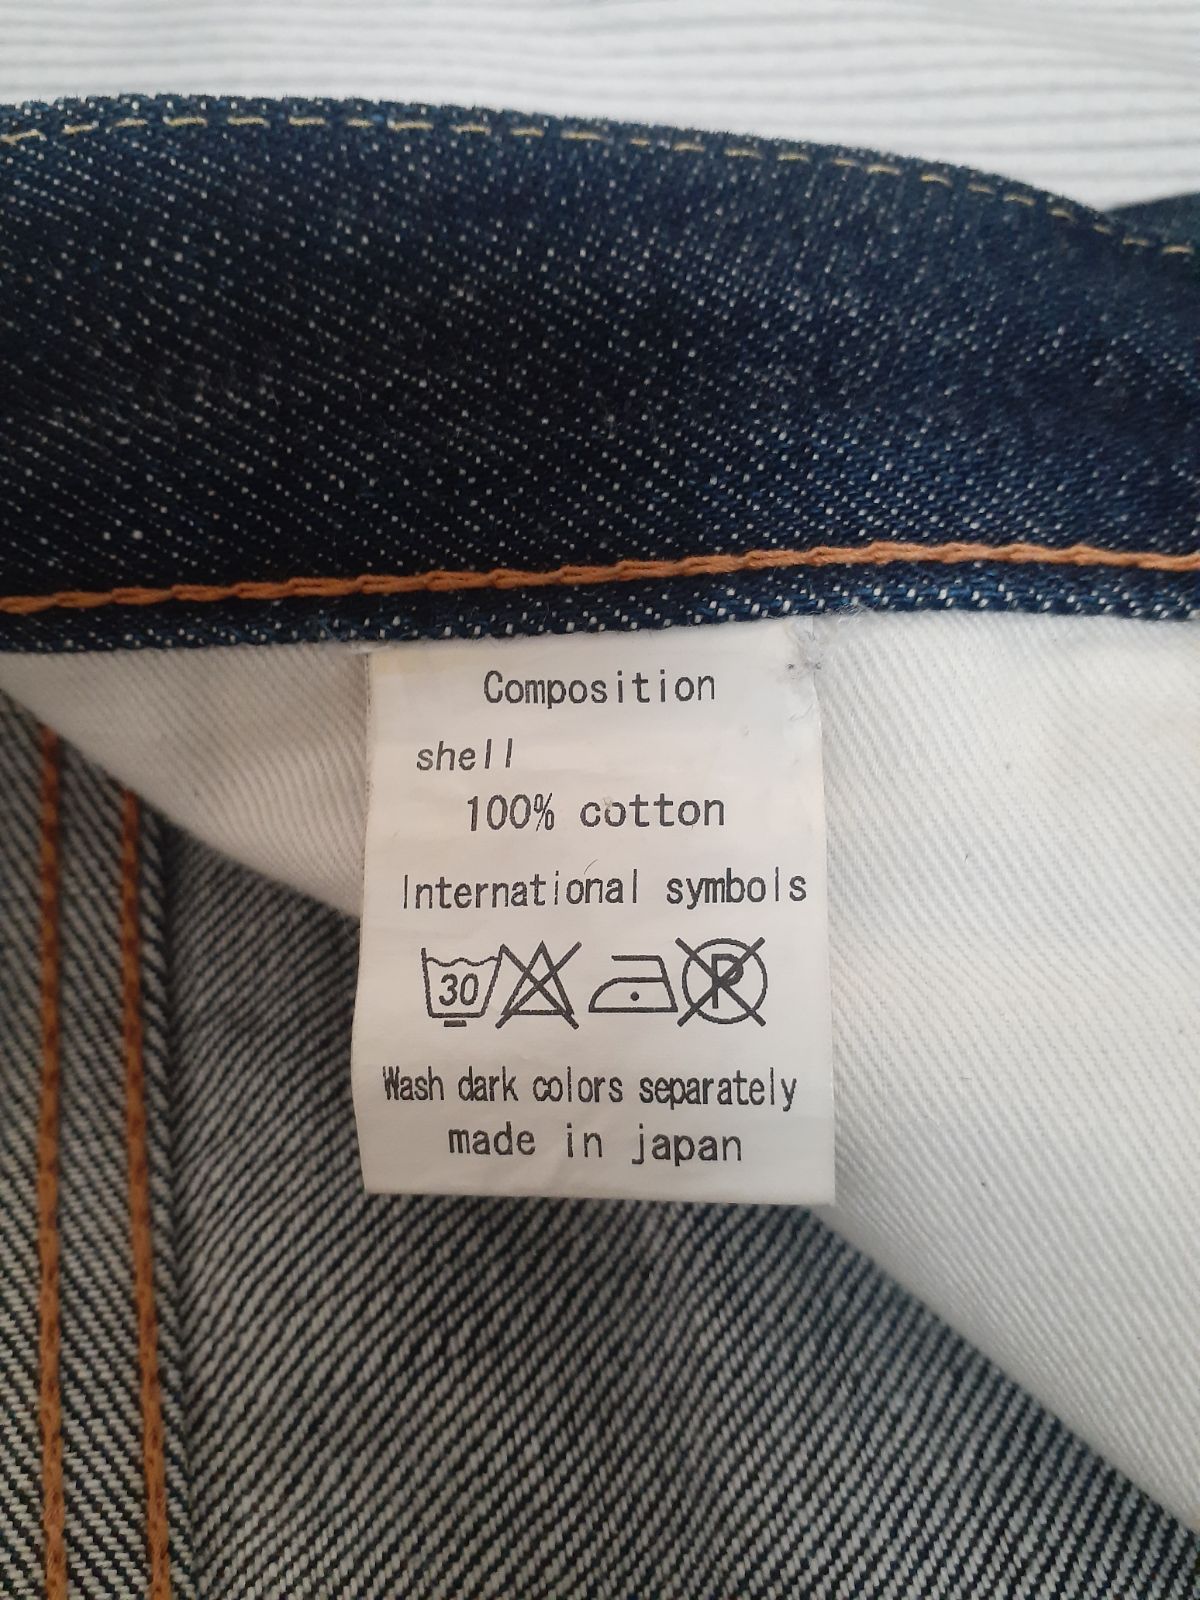 Composition
shell
100% cotton
International symbols
30 P
Wash dark colors separately
made in japan